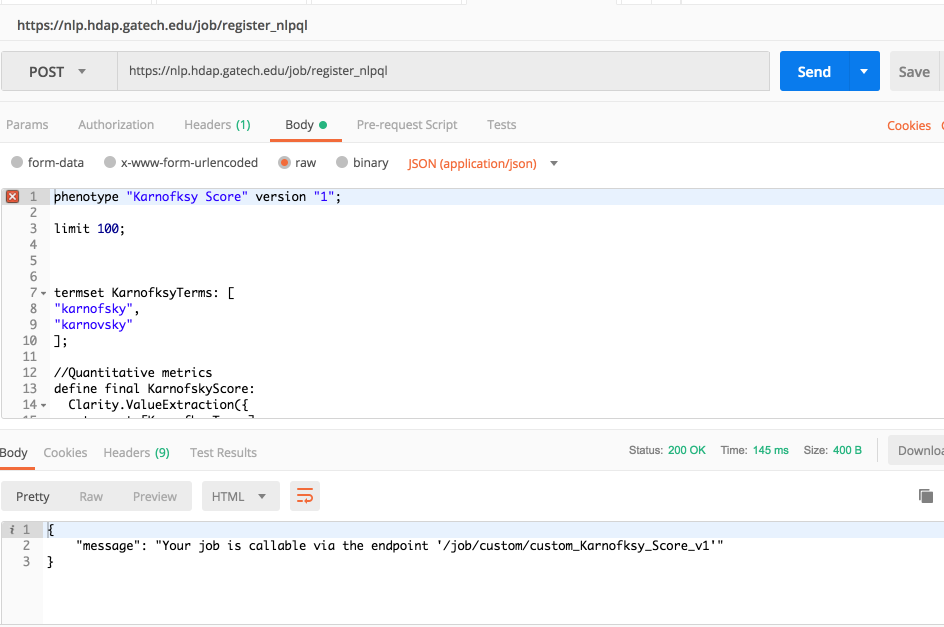 https://nlp.hdap.gatech.edu/job/register_nlpql
POST https://nlp.hdap.gatech.edu/job/register_nlpql Send Save
Params Authorization Headers (1) Body Pre-request Script Tests Cookies
form-data x-www-form-urlencoded raw binary JSON (application/json)
1 phenotype "Karnofksy Score" version "1";
2
3 limit 100;
4
5
6
7 termset KarnofksyTerms: [
8 "karnofsky",
9 "karnovsky"
10 ];
11
12 //Quantitative metrics
13 define final KarnofskyScore:
14 Clarity.ValueExtraction({
Body Cookies Headers (9) Test Results Status: 200 OK Time: 145 ms Size: 400 B Downloa
Pretty Raw Preview HTML
i 1 {
2 "message": "Your job is callable via the endpoint '/job/custom/custom_Karnofksy_Score_v1'"
3 }